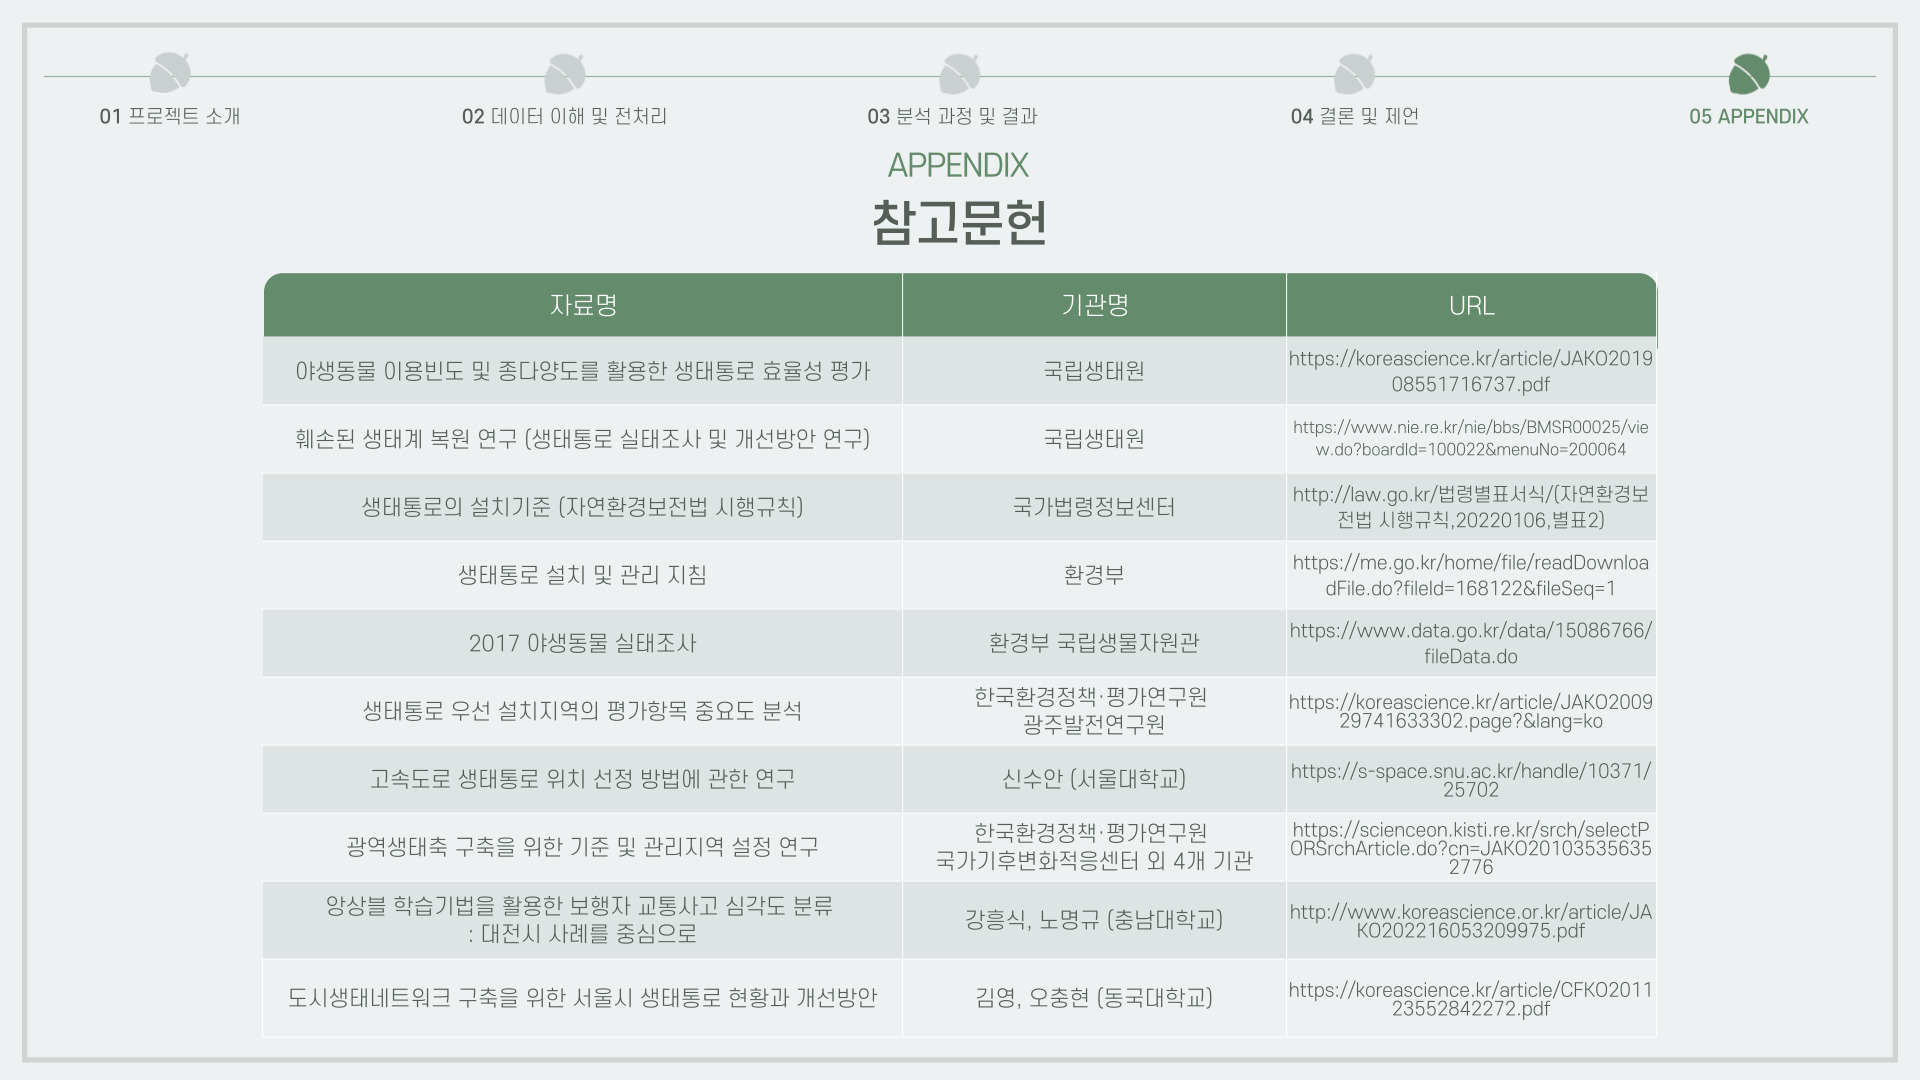 01 프로젝트 소개
02 데이터 이해 및 전처리
03 분석 과정 및 결과
04 결론 및 제언
05 APPENDIX
APPENDIX
참고문헌
자료명
기관명
URL
야생동물 이용빈도 및 종다양도를 활용한 생태통로 효율성 평가
국립생태원
https://koreascience.kr/article/JAKO2019
08551716737.pdf
훼손된 생태계 복원 연구 (생태통로 실태조사 및 개선방안 연구)
국립생태원
https://www.nie.re.kr/nie/bbs/BMSR00025/vie
w.do?boardId=100022&menuNo=200064
생태통로의 설치기준 (자연환경보전법 시행규칙)
국가법령정보센터
http://law.go.kr/법령별표서식/(자연환경보
전법 시행규칙,20220106,별표2)
생태통로 설치 및 관리 지침
환경부
https://me.go.kr/home/file/readDownloa
dFile.do?fileId=168122&fileSeq=1
2017 야생동물 실태조사
환경부 국립생물자원관
https://www.data.go.kr/data/15086766/
fileData.do
생태통로 우선 설치지역의 평가항목 중요도 분석
한국환경정책·평가연구원
광주발전연구원
https://koreascience.kr/article/JAKO2009
29741633302.page?&lang=ko
고속도로 생태통로 위치 선정 방법에 관한 연구
신수안 (서울대학교)
https://s-space.snu.ac.kr/handle/10371/
25702
광역생태축 구축을 위한 기준 및 관리지역 설정 연구
한국환경정책·평가연구원
국가기후변화적응센터 외 4개 기관
https://scienceon.kisti.re.kr/srch/selectP
ORSrchArticle.do?cn=JAKO20103535635
2776
앙상블 학습기법을 활용한 보행자 교통사고 심각도 분류
: 대전시 사례를 중심으로
강흥식, 노명규 (충남대학교)
http://www.koreascience.or.kr/article/JA
KO202216053209975.pdf
도시생태네트워크 구축을 위한 서울시 생태통로 현황과 개선방안
김영, 오충현 (동국대학교)
https://koreascience.kr/article/CFKO2011
23552842272.pdf